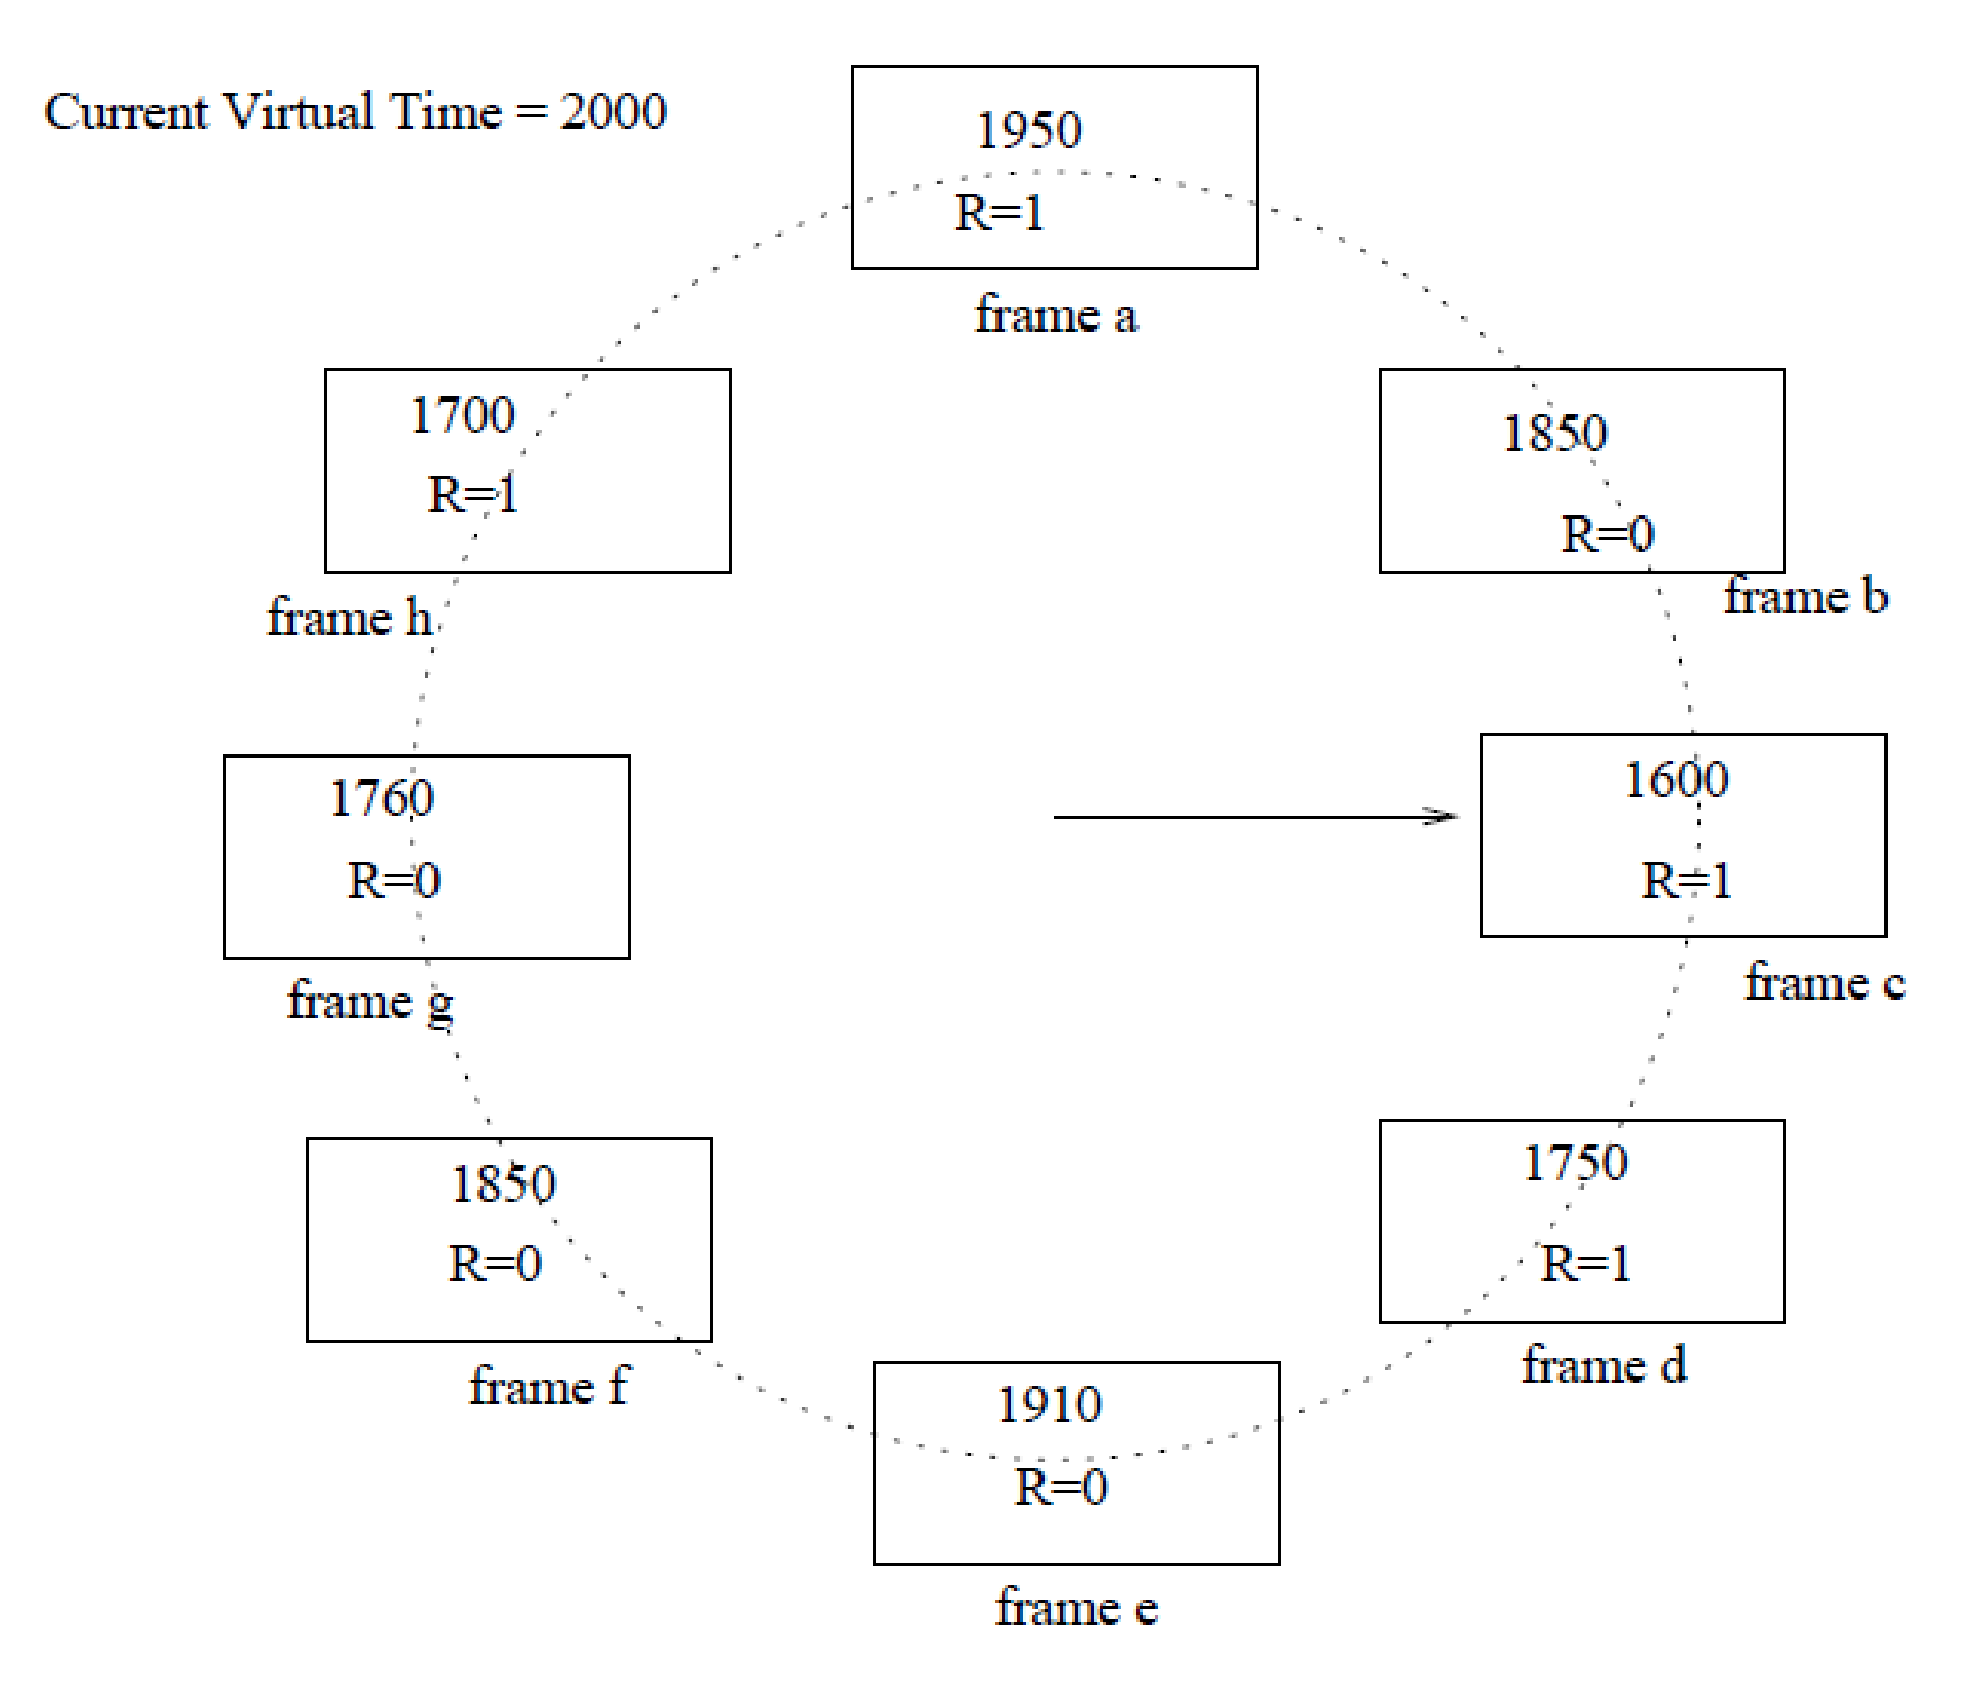 Current Virtual Time = 2000
1950
R=1
frame a
1700
R=1
frame h
1850
R=0
frame b
1760
R=0
frame g
1600
R=1
frame c
1850
R=0
frame f
1750
R=1
frame d
1910
R=0
frame e